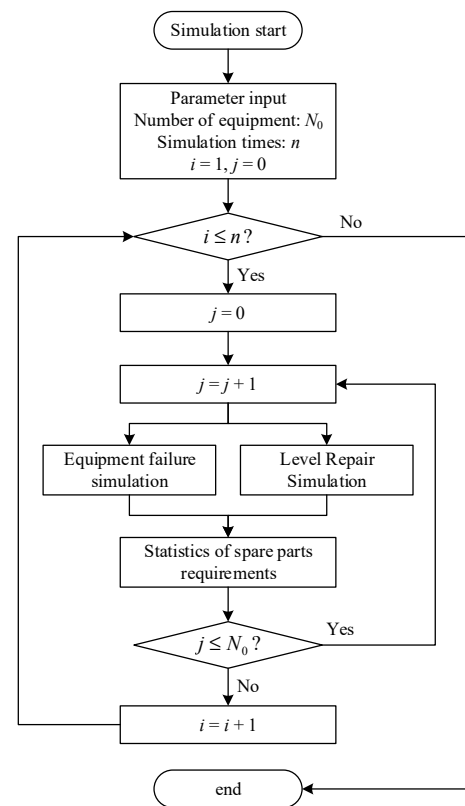 Simulation start
Parameter input
Number of equipment: N₀
Simulation times: n
i = 1, j = 0
i ≤ n ?
No
Yes
j = 0
j = j + 1
Equipment failure
simulation
Level Repair
Simulation
Statistics of spare parts
requirements
j ≤ N₀ ?
Yes
No
i = i + 1
end